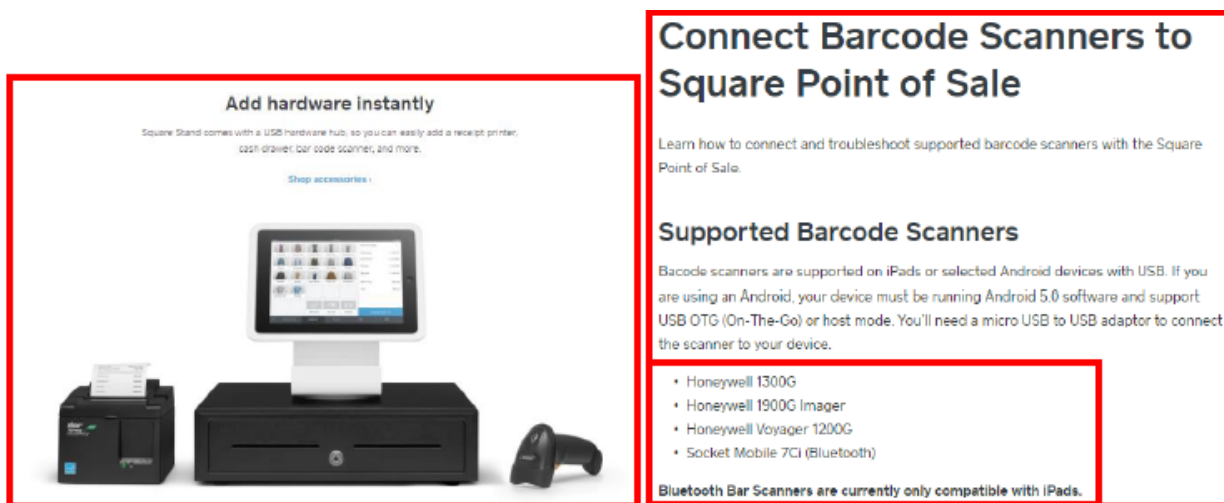 Add hardware instantly
Square Stand comes with a USB hardware hub, so you can easily add a receipt printer,
cash drawer, bar code scanner, and more.
Shop accessories ›
star
Connect Barcode Scanners to
Square Point of Sale
Learn how to connect and troubleshoot supported barcode scanners with the Square
Point of Sale.
Supported Barcode Scanners
Bacode scanners are supported on iPads or selected Android devices with USB. If you
are using an Android, your device must be running Android 5.0 software and support
USB OTG (On-The-Go) or host mode. You'll need a micro USB to USB adaptor to connect
the scanner to your device.
• Honeywell 1300G
• Honeywell 1900G Imager
• Honeywell Voyager 1200G
• Socket Mobile 7Ci (Bluetooth)
Bluetooth Bar Scanners are currently only compatible with iPads.